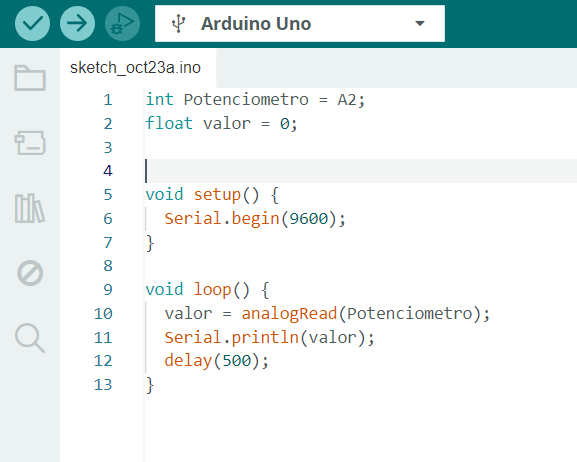 Arduino Uno
sketch_oct23a.ino
1 int Potenciometro = A2;
2 float valor = 0;
3
4
5 void setup() {
6   Serial.begin(9600);
7 }
8
9 void loop() {
10   valor = analogRead(Potenciometro);
11   Serial.println(valor);
12   delay(500);
13 }